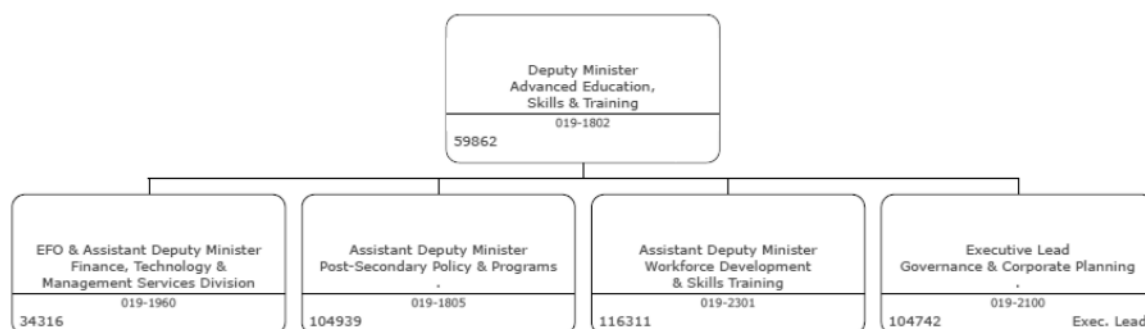 Deputy Minister
Advanced Education,
Skills & Training
019-1802
59862
EFO & Assistant Deputy Minister
Finance, Technology &
Management Services Division
019-1960
34316
Assistant Deputy Minister
Post-Secondary Policy & Programs
.
019-1805
104939
Assistant Deputy Minister
Workforce Development
& Skills Training
019-2301
116311
Executive Lead
Governance & Corporate Planning
.
019-2100
104742 Exec. Lead